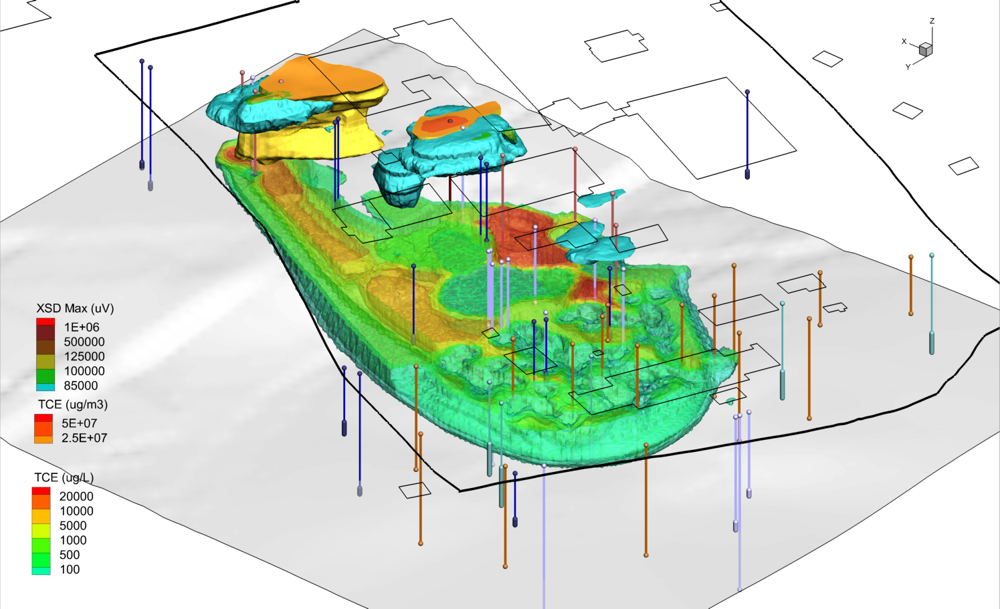 Z
X
Y
XSD Max (uV)
1E+06
500000
125000
100000
85000
TCE (ug/m3)
5E+07
2.5E+07
TCE (ug/L)
20000
10000
5000
1000
500
100